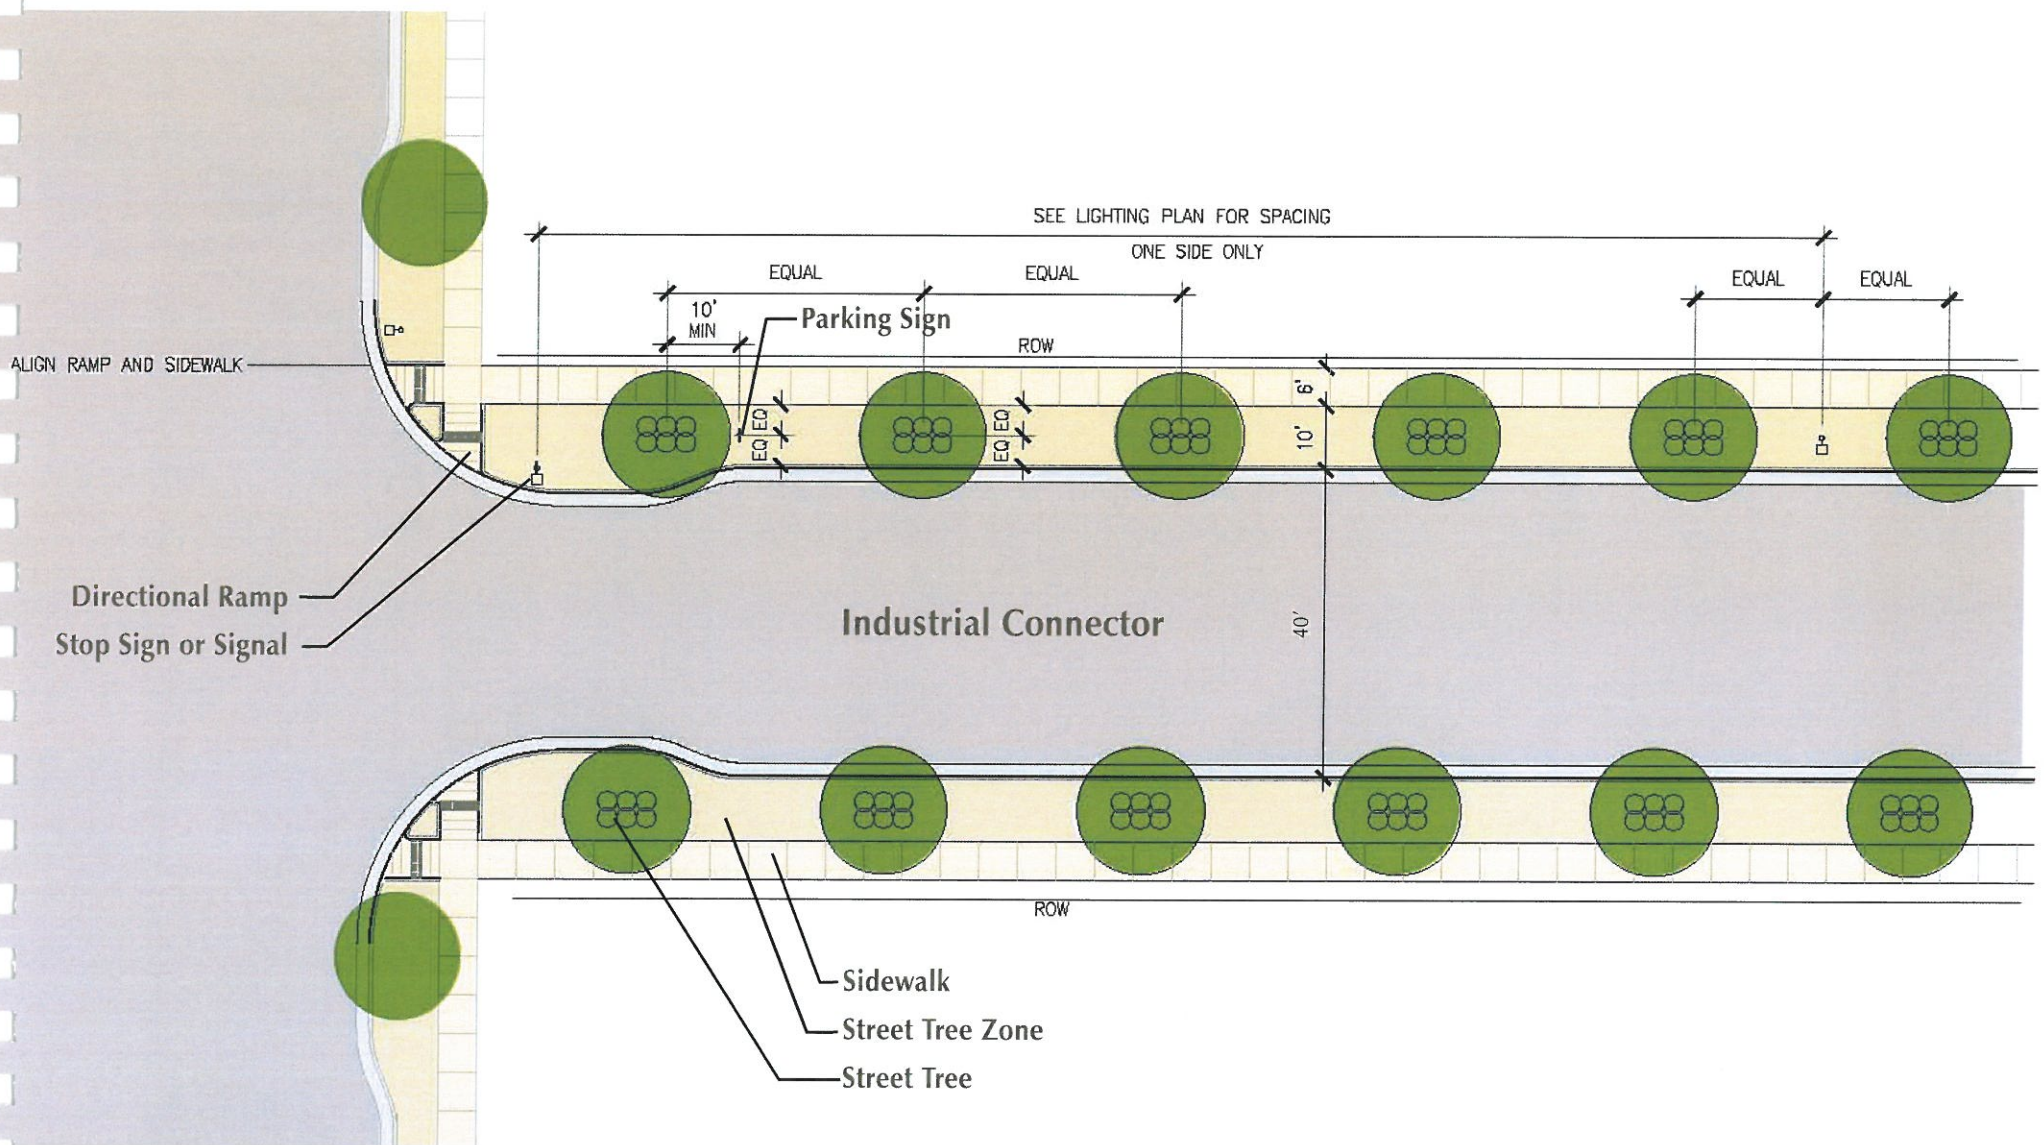 SEE LIGHTING PLAN FOR SPACING
ONE SIDE ONLY
EQUAL
EQUAL
EQUAL
EQUAL
10'
MIN
Parking Sign
ROW
ALIGN RAMP AND SIDEWALK
6'
EQ
EQ
EQ
EQ
10'
Directional Ramp
Stop Sign or Signal
Industrial Connector
40'
ROW
Sidewalk
Street Tree Zone
Street Tree